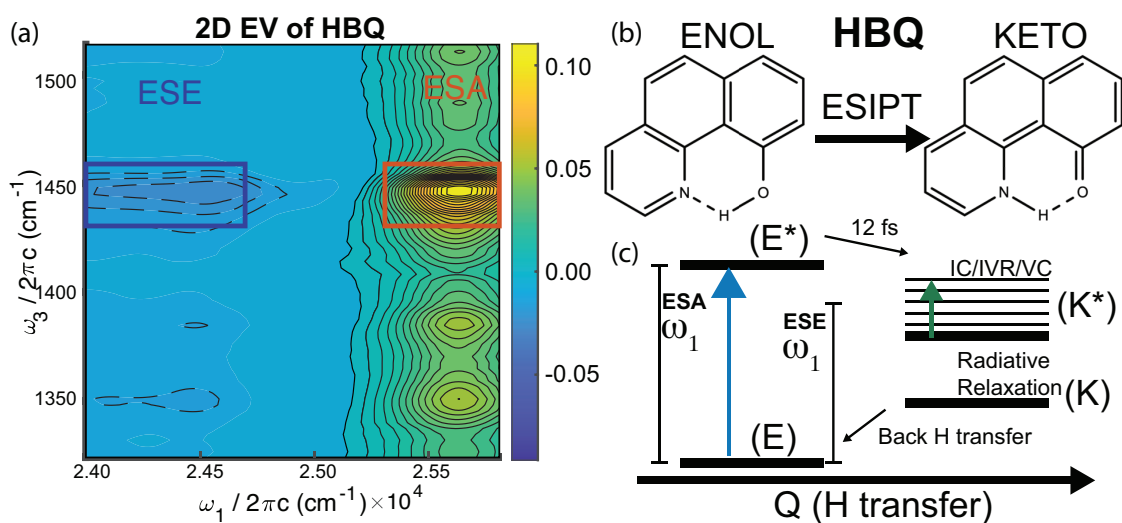 (a)
2D EV of HBQ
ESE
ESA
1500
1450
1400
1350
ω₃ / 2πc (cm⁻¹)
2.40
2.45
2.50
2.55
ω₁ / 2πc (cm⁻¹)×10⁴
0.10
0.05
0.00
-0.05
(b)
ENOL
HBQ
KETO
ESIPT
N
H
O
N
H
O
(c)
(E*)
12 fs
IC/IVR/VC
(K*)
ESA
ω₁
ESE
ω₁
Radiative
Relaxation
(K)
(E)
Back H transfer
Q (H transfer)